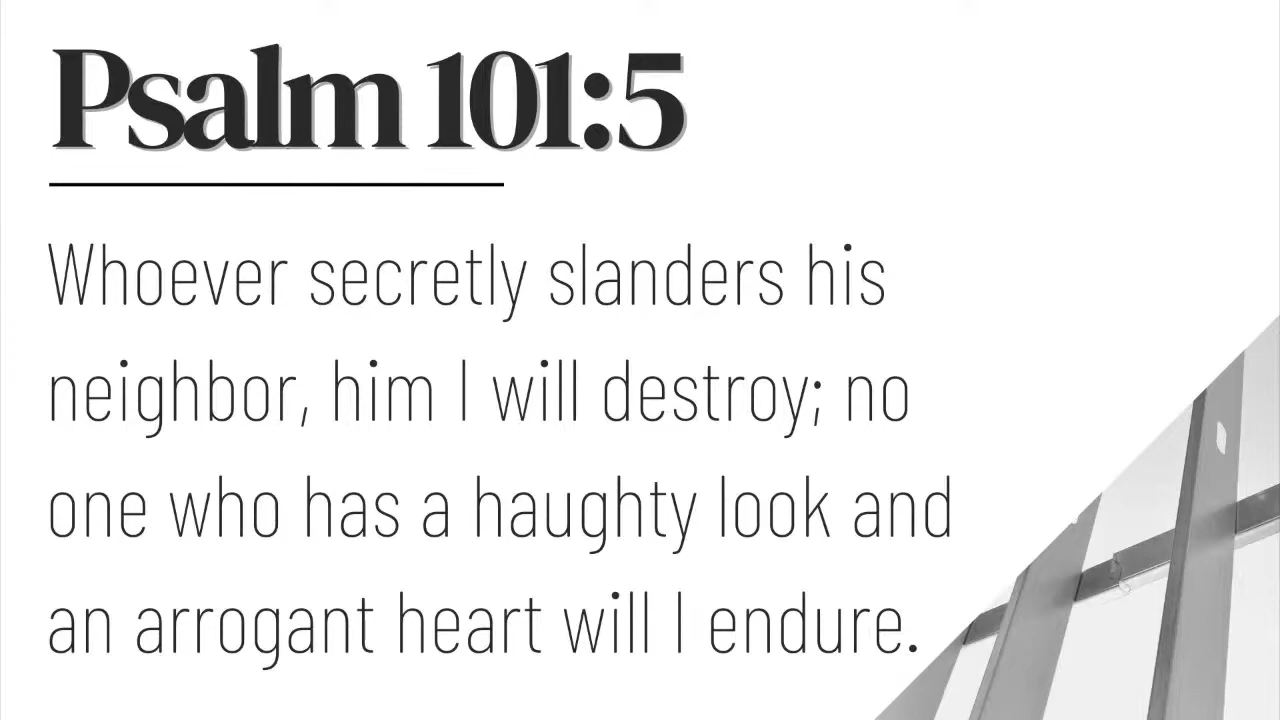 Psalm 101:5
Whoever secretly slanders his
neighbor, him I will destroy; no
one who has a haughty look and
an arrogant heart will I endure.